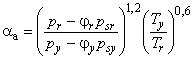 α_a = ((p_r − φ_r p_sr) / (p_y − φ_y p_sy))^1,2 (T_y / T_r)^0,6